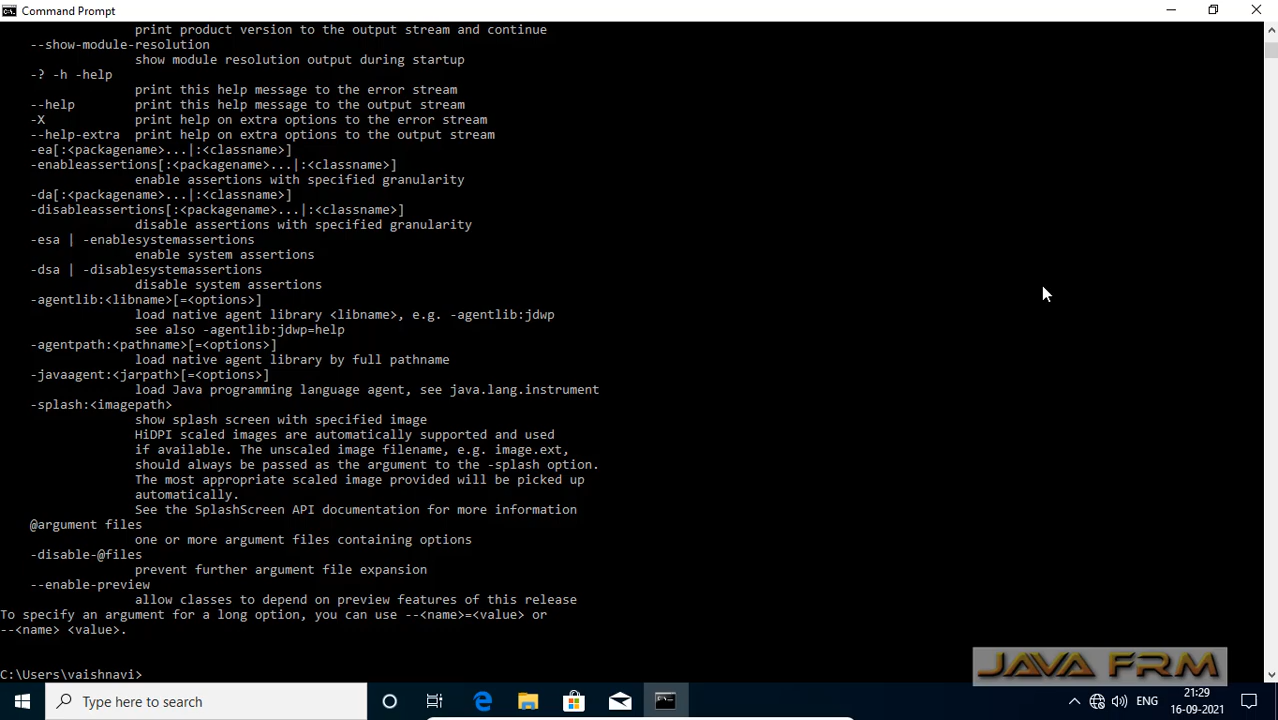 Command Prompt
print product version to the output stream and continue
--show-module-resolution
show module resolution output during startup
-? -h -help
print this help message to the error stream
--help print this help message to the output stream
-X print help on extra options to the error stream
--help-extra print help on extra options to the output stream
-ea[:<packagename>...|:<classname>]
-enableassertions[:<packagename>...|:<classname>]
enable assertions with specified granularity
-da[:<packagename>...|:<classname>]
-disableassertions[:<packagename>...|:<classname>]
disable assertions with specified granularity
-esa | -enablesystemassertions
enable system assertions
-dsa | -disablesystemassertions
disable system assertions
-agentlib:<libname>[=<options>]
load native agent library <libname>, e.g. -agentlib:jdwp
see also -agentlib:jdwp=help
-agentpath:<pathname>[=<options>]
load native agent library by full pathname
-javaagent:<jarpath>[=<options>]
load Java programming language agent, see java.lang.instrument
-splash:<imagepath>
show splash screen with specified image
HiDPI scaled images are automatically supported and used
if available. The unscaled image filename, e.g. image.ext,
should always be passed as the argument to the -splash option.
The most appropriate scaled image provided will be picked up
automatically.
See the SplashScreen API documentation for more information
@argument files
one or more argument files containing options
-disable-@files
prevent further argument file expansion
--enable-preview
allow classes to depend on preview features of this release
To specify an argument for a long option, you can use --<name>=<value> or
--<name> <value>.
C:\Users\vaishnavi>
JAVA FRM
Type here to search
ENG
21:29
16-09-2021